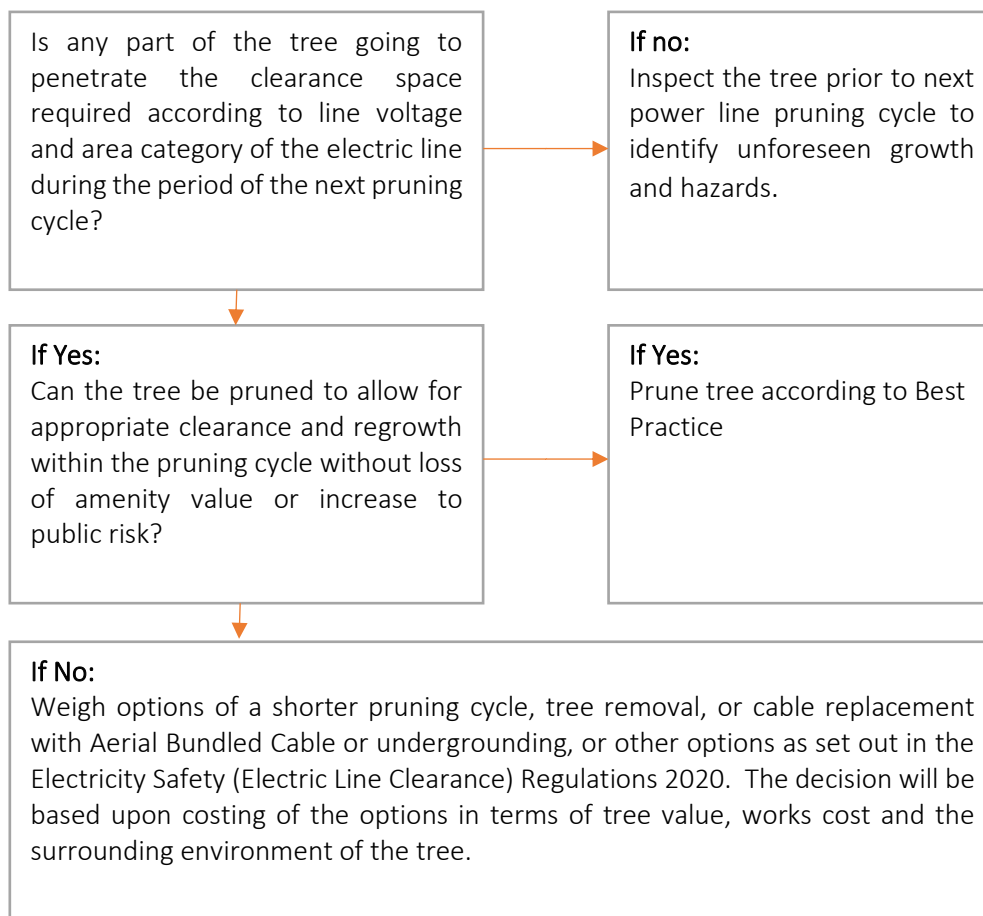 Is any part of the tree going to
penetrate the clearance space
required according to line voltage
and area category of the electric line
during the period of the next pruning
cycle?
If no:
Inspect the tree prior to next
power line pruning cycle to
identify unforeseen growth
and hazards.
If Yes:
Can the tree be pruned to allow for
appropriate clearance and regrowth
within the pruning cycle without loss
of amenity value or increase to
public risk?
If Yes:
Prune tree according to Best
Practice
If No:
Weigh options of a shorter pruning cycle, tree removal, or cable replacement
with Aerial Bundled Cable or undergrounding, or other options as set out in the
Electricity Safety (Electric Line Clearance) Regulations 2020. The decision will be
based upon costing of the options in terms of tree value, works cost and the
surrounding environment of the tree.